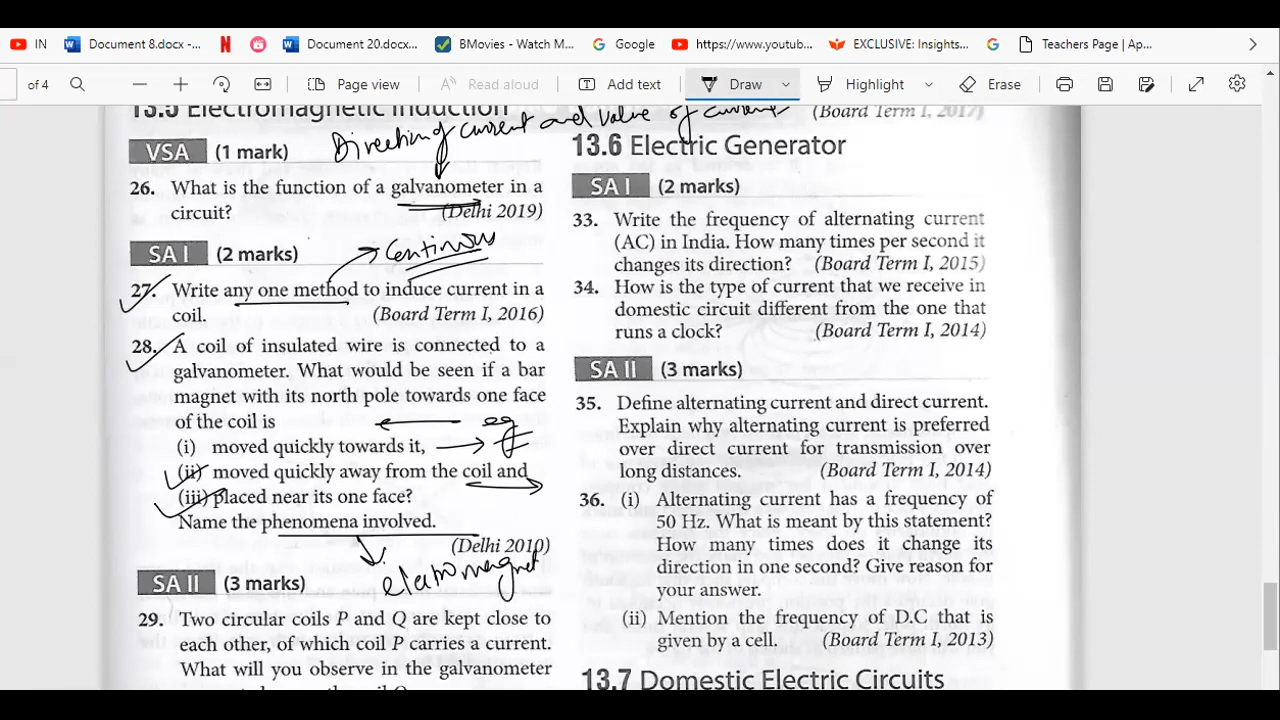 IN
Document 8.docx -
Document 20.docx...
BMovies - Watch M...
Google
https://www.youtub...
EXCLUSIVE: Insights...
Teachers Page | Ap...
of 4
Page view
Read aloud
Add text
Draw
Highlight
Erase
13.5 Electromagnetic Induction
Direction of current and value of current
VSA (1 mark)
26. What is the function of a galvanometer in a
circuit? (Delhi 2019)
SA I (2 marks)
Continuous
27. Write any one method to induce current in a
coil. (Board Term I, 2016)
28. A coil of insulated wire is connected to a
galvanometer. What would be seen if a bar
magnet with its north pole towards one face
of the coil is
(i) moved quickly towards it,
(ii) moved quickly away from the coil and
(iii) placed near its one face?
Name the phenomena involved.
(Delhi 2010)
electromagnet
SA II (3 marks)
29. Two circular coils P and Q are kept close to
each other, of which coil P carries a current.
What will you observe in the galvanometer
(Board Term I, 2017)
13.6 Electric Generator
SA I (2 marks)
33. Write the frequency of alternating current
(AC) in India. How many times per second it
changes its direction? (Board Term I, 2015)
34. How is the type of current that we receive in
domestic circuit different from the one that
runs a clock? (Board Term I, 2014)
SA II (3 marks)
35. Define alternating current and direct current.
Explain why alternating current is preferred
over direct current for transmission over
long distances. (Board Term I, 2014)
36. (i) Alternating current has a frequency of
50 Hz. What is meant by this statement?
How many times does it change its
direction in one second? Give reason for
your answer.
(ii) Mention the frequency of D.C that is
given by a cell. (Board Term I, 2013)
13.7 Domestic Electric Circuits